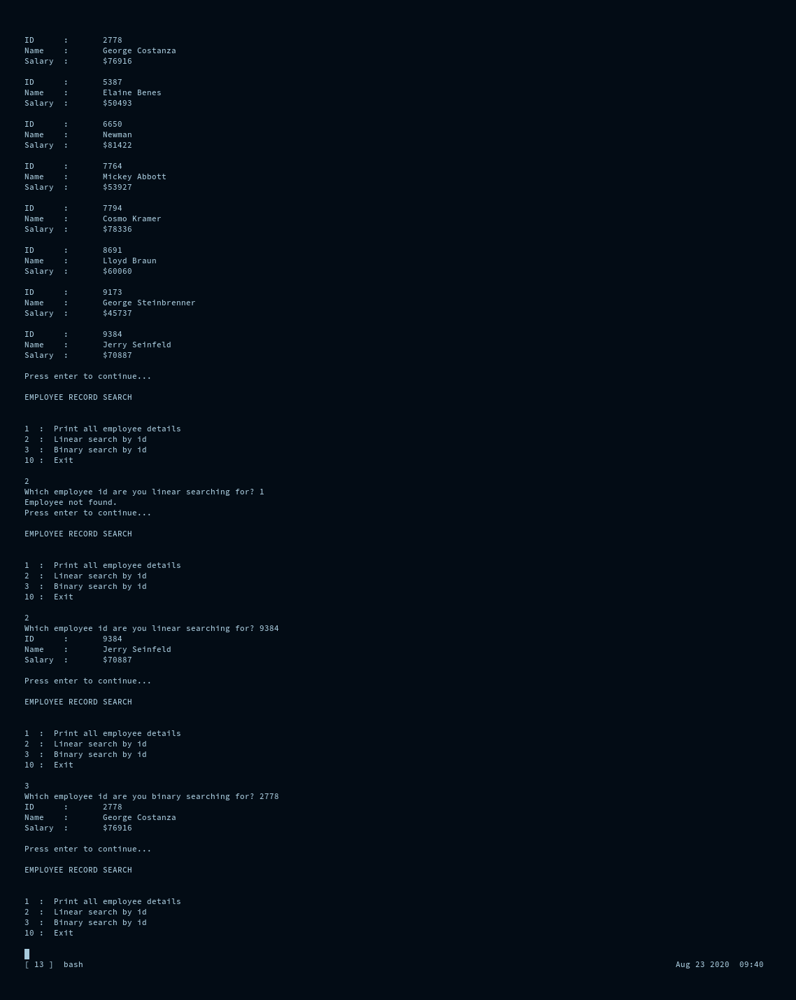 ID      :       2778
Name    :       George Costanza
Salary  :       $76916

ID      :       5387
Name    :       Elaine Benes
Salary  :       $50493

ID      :       6650
Name    :       Newman
Salary  :       $81422

ID      :       7764
Name    :       Mickey Abbott
Salary  :       $53927

ID      :       7794
Name    :       Cosmo Kramer
Salary  :       $78336

ID      :       8691
Name    :       Lloyd Braun
Salary  :       $60060

ID      :       9173
Name    :       George Steinbrenner
Salary  :       $45737

ID      :       9384
Name    :       Jerry Seinfeld
Salary  :       $70887

Press enter to continue...

EMPLOYEE RECORD SEARCH


1  :  Print all employee details
2  :  Linear search by id
3  :  Binary search by id
10 :  Exit

2
Which employee id are you linear searching for? 1
Employee not found.
Press enter to continue...

EMPLOYEE RECORD SEARCH


1  :  Print all employee details
2  :  Linear search by id
3  :  Binary search by id
10 :  Exit

2
Which employee id are you linear searching for? 9384
ID      :       9384
Name    :       Jerry Seinfeld
Salary  :       $70887

Press enter to continue...

EMPLOYEE RECORD SEARCH


1  :  Print all employee details
2  :  Linear search by id
3  :  Binary search by id
10 :  Exit

3
Which employee id are you binary searching for? 2778
ID      :       2778
Name    :       George Costanza
Salary  :       $76916

Press enter to continue...

EMPLOYEE RECORD SEARCH


1  :  Print all employee details
2  :  Linear search by id
3  :  Binary search by id
10 :  Exit

[ 13 ]  bash                    Aug 23 2020  09:40